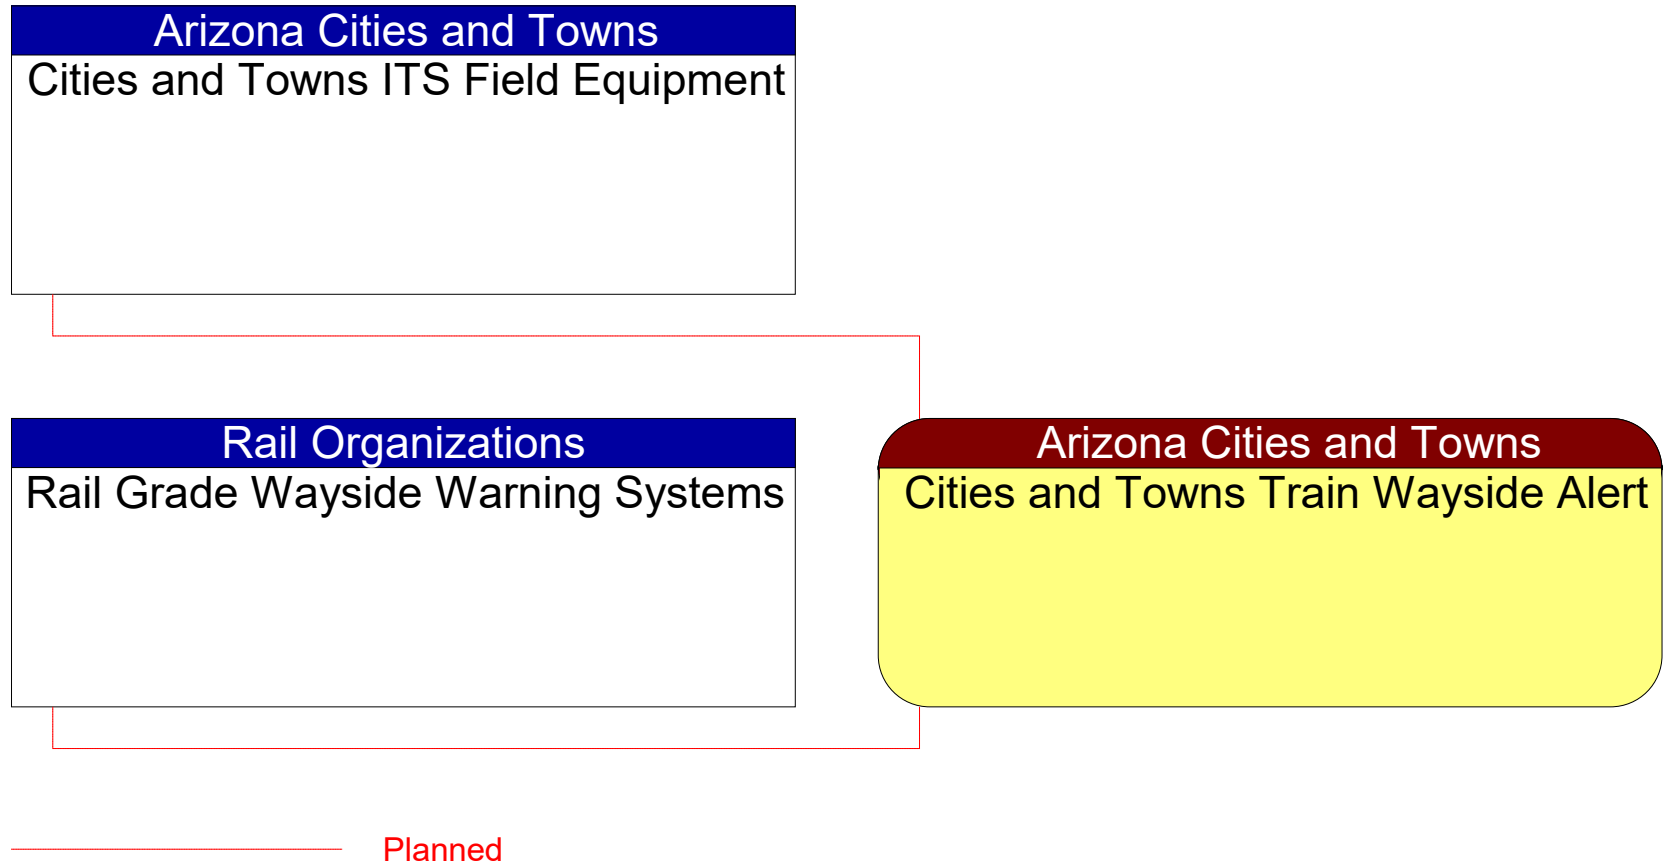 Arizona Cities and Towns
Cities and Towns ITS Field Equipment
Rail Organizations
Rail Grade Wayside Warning Systems
Arizona Cities and Towns
Cities and Towns Train Wayside Alert
Planned